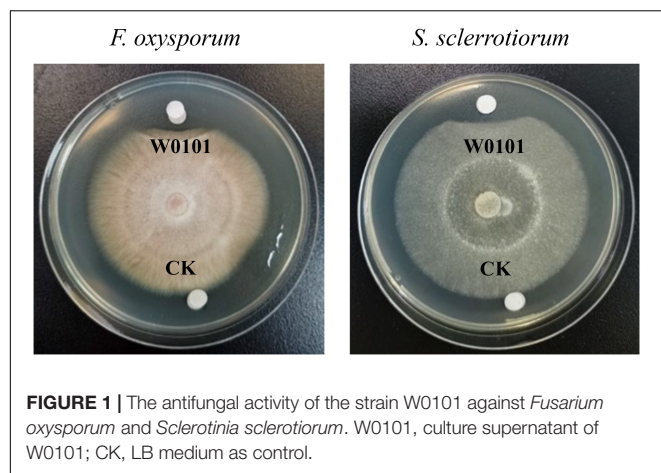 F. oxysporum
S. sclerrotiorum
W0101
CK
W0101
CK
FIGURE 1 | The antifungal activity of the strain W0101 against Fusarium
oxysporum and Sclerotinia sclerotiorum. W0101, culture supernatant of
W0101; CK, LB medium as control.